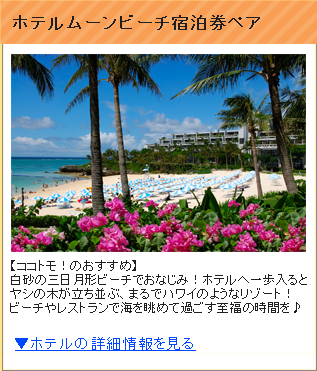 ホテルムーンビーチ宿泊券ペア
【ココトモ！のおすすめ】
白砂の三日月形ビーチでおなじみ！ホテルへ一歩入ると
ヤシの木が立ち並ぶ、まるでハワイのようなリゾート！
ビーチやレストランで海を眺めて過ごす至福の時間を♪
▼ホテルの詳細情報を見る